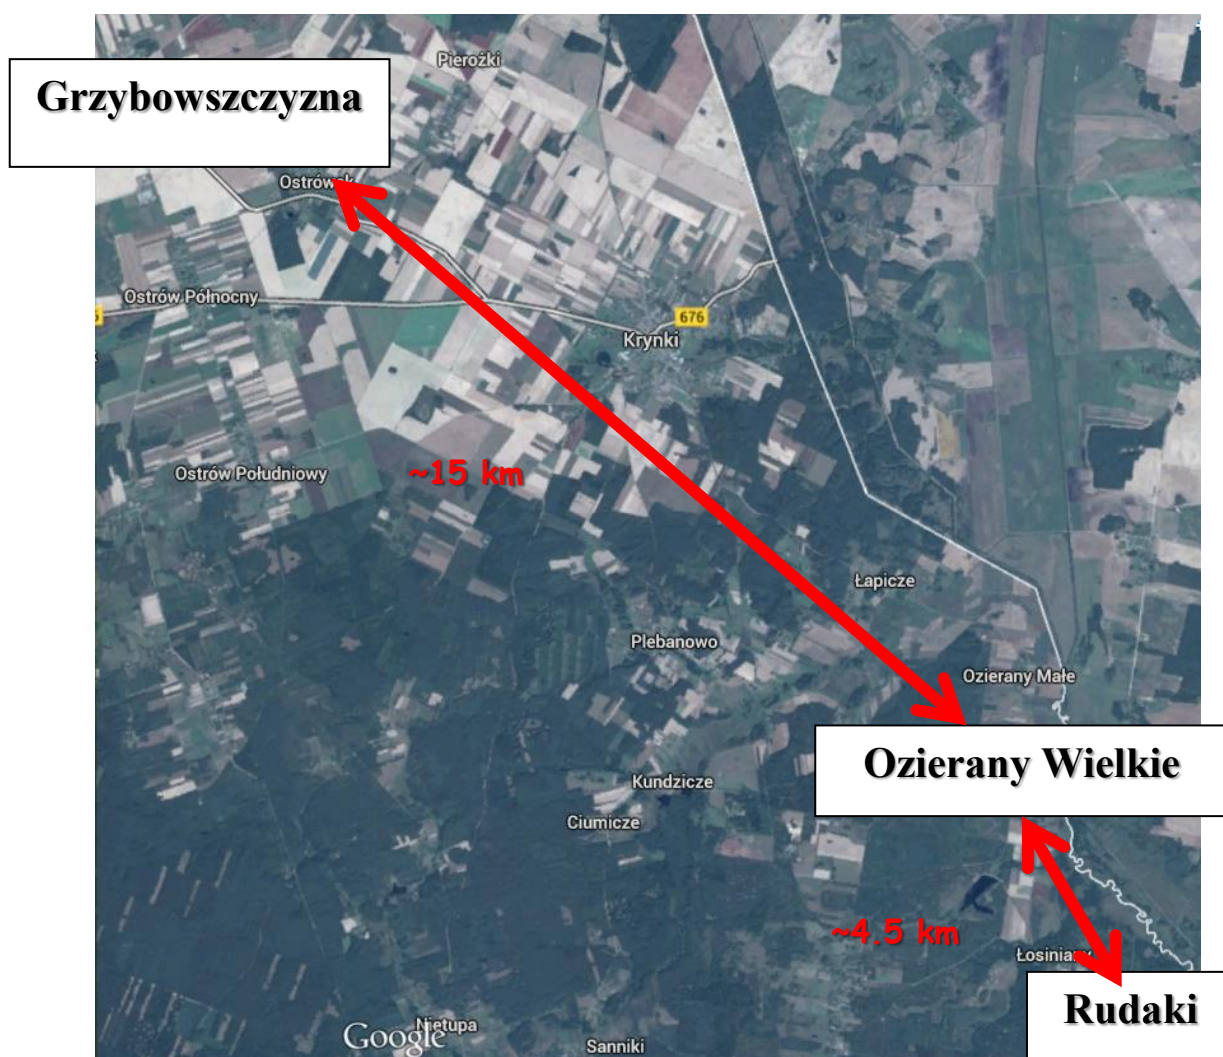 Pierożki
Grzybowszczyzna
Ostrówek
Ostrów Północny
676
Krynki
Ostrów Południowy
~15 km
Łapicze
Plebanowo
Ozierany Małe
Ozierany Wielkie
Kundzicze
Ciumicze
~4.5 km
Rudaki
Google
Nietupa
Sanniki